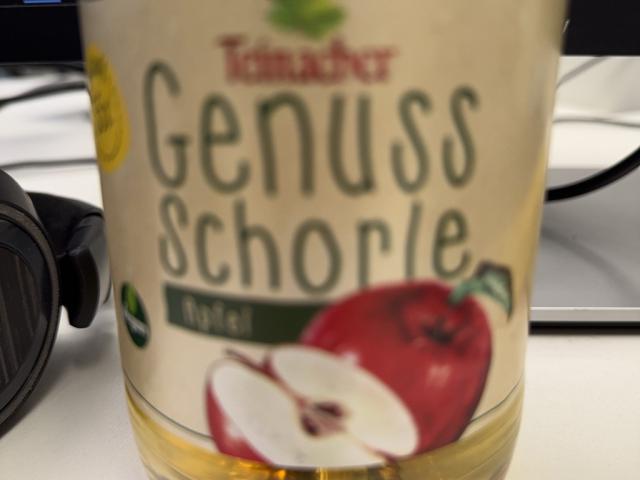 Teinacher
Genuss
Schorle
Apfel